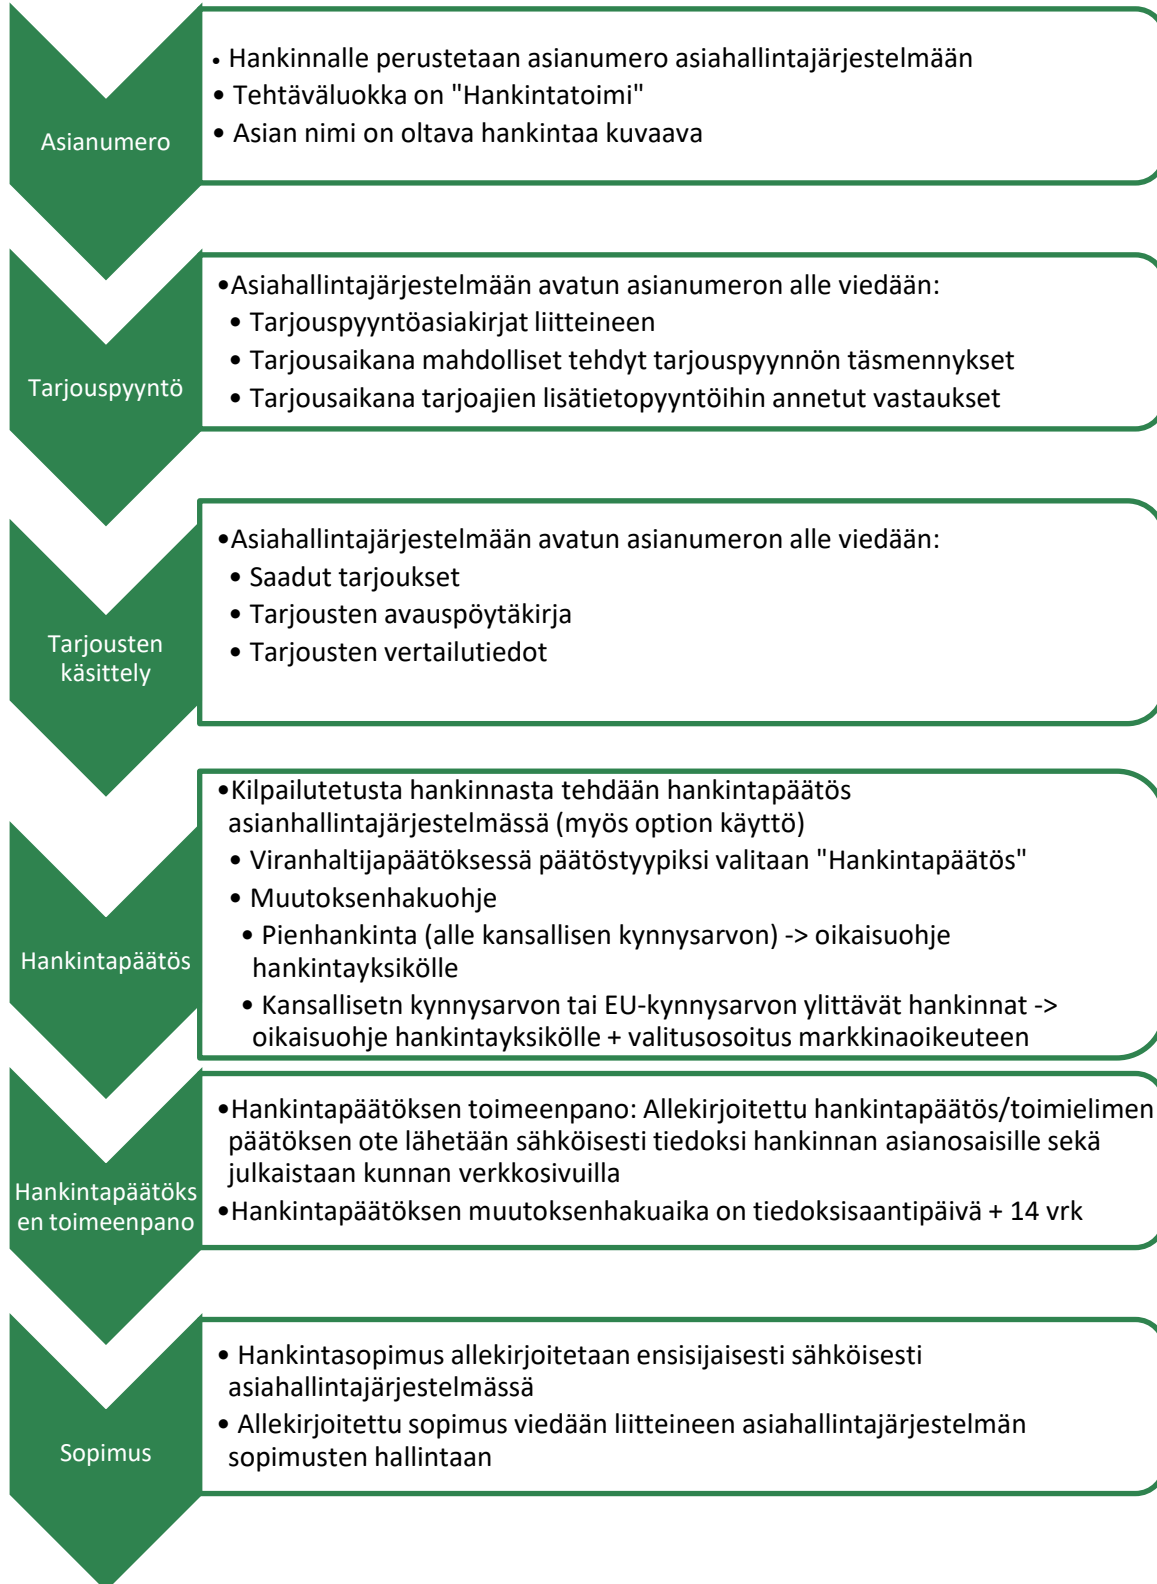 Asianumero
• Hankinnalle perustetaan asianumero asiahallintajärjestelmään
• Tehtäväluokka on "Hankintatoimi"
• Asian nimi on oltava hankintaa kuvaava
Tarjouspyyntö
•Asiahallintajärjestelmään avatun asianumeron alle viedään:
• Tarjouspyyntöasiakirjat liitteineen
• Tarjousaikana mahdolliset tehdyt tarjouspyynnön täsmennykset
• Tarjousaikana tarjoajien lisätietopyyntöihin annetut vastaukset
Tarjousten
käsittely
•Asiahallintajärjestelmään avatun asianumeron alle viedään:
• Saadut tarjoukset
• Tarjousten avauspöytäkirja
• Tarjousten vertailutiedot
Hankintapäätös
•Kilpailutetusta hankinnasta tehdään hankintapäätös
asianhallintajärjestelmässä (myös option käyttö)
• Viranhaltijapäätöksessä päätöstyypiksi valitaan "Hankintapäätös"
• Muutoksenhakuohje
• Pienhankinta (alle kansallisen kynnysarvon) -> oikaisuohje
hankintayksikölle
• Kansallisetn kynnysarvon tai EU-kynnysarvon ylittävät hankinnat ->
oikaisuohje hankintayksikölle + valitusosoitus markkinaoikeuteen
Hankintapäätöks
en toimeenpano
•Hankintapäätöksen toimeenpano: Allekirjoitettu hankintapäätös/toimielimen
päätöksen ote lähetään sähköisesti tiedoksi hankinnan asianosaisille sekä
julkaistaan kunnan verkkosivuilla
•Hankintapäätöksen muutoksenhakuaika on tiedoksisaantipäivä + 14 vrk
Sopimus
• Hankintasopimus allekirjoitetaan ensisijaisesti sähköisesti
asiahallintajärjestelmässä
• Allekirjoitettu sopimus viedään liitteineen asiahallintajärjestelmän
sopimusten hallintaan